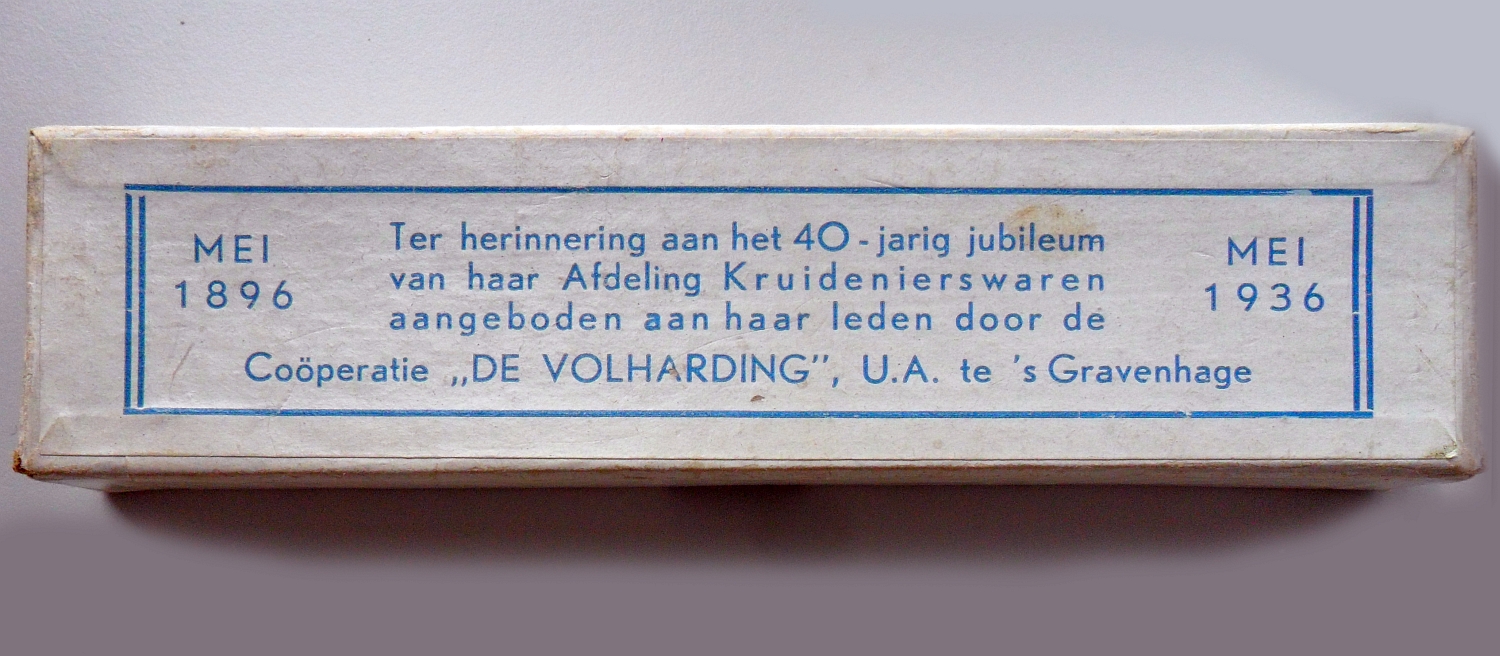 MEI
1896
Ter herinnering aan het 40-jarig jubileum
van haar Afdeling Kruidenierswaren
aangeboden aan haar leden door de
Coöperatie „DE VOLHARDING”, U.A. te 's Gravenhage
MEI
1936